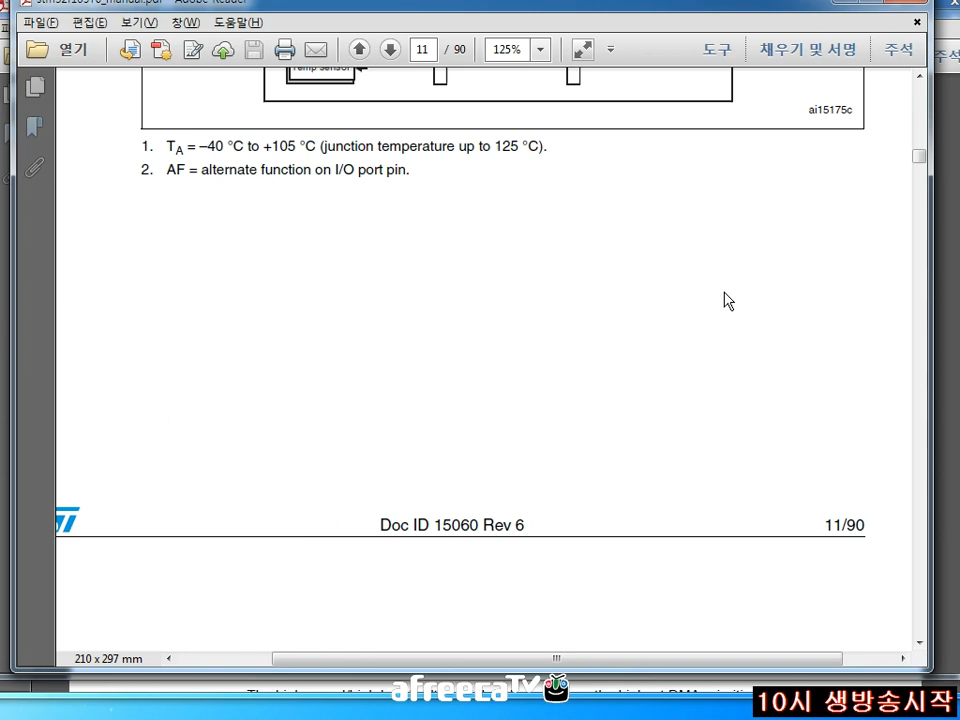 파일(F) 편집(E) 보기(V) 창(W) 도움말(H)
열기 11 / 90 125% 도구 채우기 및 서명 주석
Temp sensor
ai15175c
1. TA = –40 °C to +105 °C (junction temperature up to 125 °C).
2. AF = alternate function on I/O port pin.
Doc ID 15060 Rev 6 11/90
210 x 297 mm
afreecaTV
10시 생방송시작